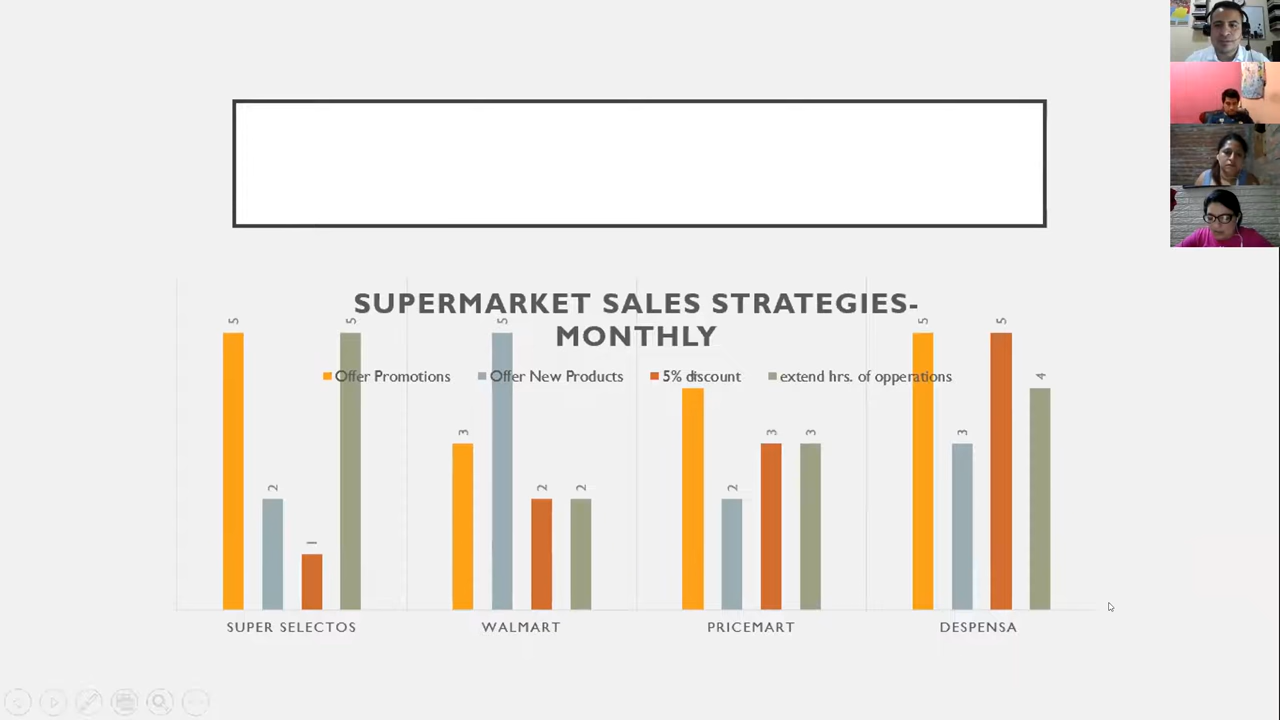 SUPERMARKET SALES STRATEGIES-
MONTHLY
Offer Promotions Offer New Products 5% discount extend hrs. of opperations
5 2 1 5 3 5 2 2 2 3 3 5 3 5 4
SUPER SELECTOS WALMART PRICEMART DESPENSA